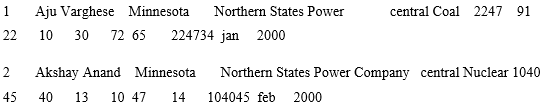 1 Aju Varghese Minnesota Northern States Power central Coal 2247 91
22 10 30 72 65 224734 jan 2000
2 Akshay Anand Minnesota Northern States Power Company central Nuclear 1040
45 40 13 10 47 14 104045 feb 2000